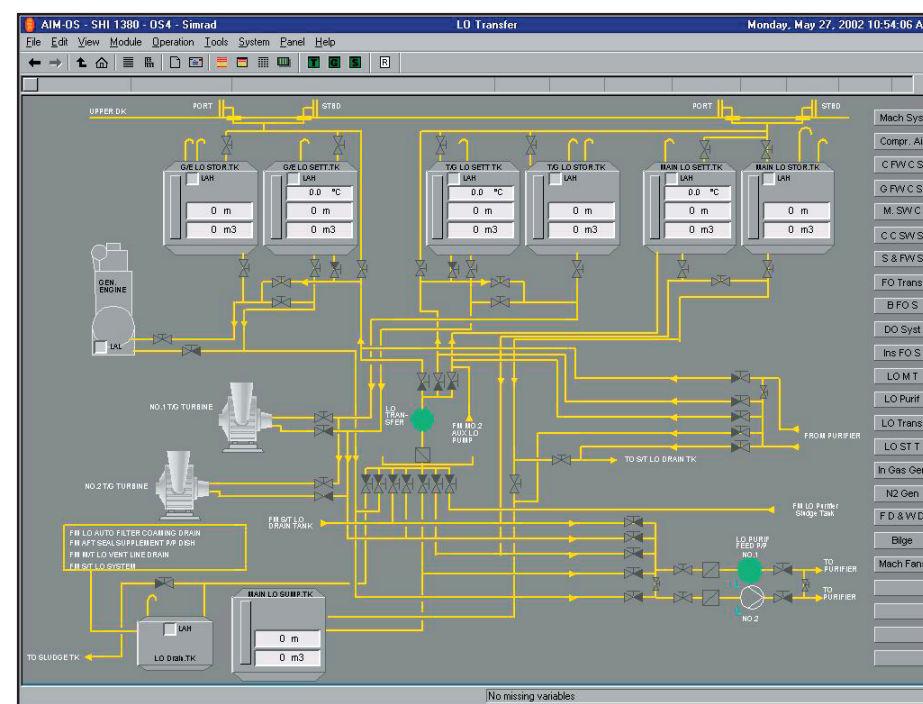 AIM-OS - SHI 1380 - OS4 - Simrad LO Transfer Monday, May 27, 2002 10:54:06 A
File Edit View Module Operation Tools System Panel Help
T G S R
UPPER DK PORT STBD PORT STBD
G/E LO STOR.TK G/E LO SETT.TK T/G LO SETT TK T/G LO STOR.TK MAIN LO SETT.TK MAIN LO STOR.TK
LAH LAH LAH LAH LAH LAH
0.0 °C 0.0 °C 0.0 °C
0 m 0 m 0 m 0 m 0 m 0 m
0 m3 0 m3 0 m3 0 m3 0 m3 0 m3
GEN.
ENGINE
LAL
NO.1 T/G TURBINE
LO
TRAN-
SFER
FM NO.2
AUX LO
PUMP
FROM PURIFIER
TO S/T LO DRAIN TK
NO.2 T/G TURBINE
FM S/T LO
DRAIN TANK
FM LO Purifier
Sludge Tank
FM LO AUTO FILTER COAMING DRAIN
FM AFT SEAL SUPPLEMENT P/P DISH
FM M/T LO VENT LINE DRAIN
FM S/T LO SYSTEM
LO PURIF
FEED P/P
NO.1
TO
PURIFIER
TO
PURIFIER
NO.2
LAH
LO Drain.TK
TO SLUDGE TK
MAIN LO SUMP.TK
0 m
0 m3
Mach Sys
Compr. Ai
C FW C S
G FW C S
M. SW C
C C SW S
S & FW S
FO Trans
B FO S
DO Syst
Ins FO S
LO M T
LO Purif
LO Trans
LO ST T
In Gas Ger
N2 Gen
F D & W D
Bilge
Mach Fans
No missing variables